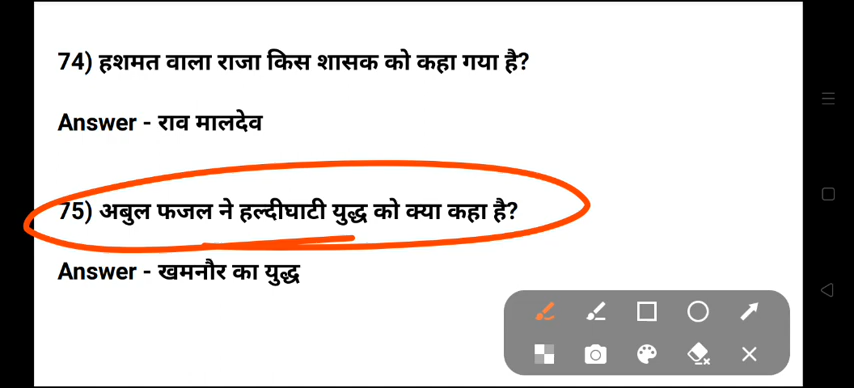 74) हशमत वाला राजा किस शासक को कहा गया है?
Answer - राव मालदेव
75) अबुल फजल ने हल्दीघाटी युद्ध को क्या कहा है?
Answer - खमनौर का युद्ध